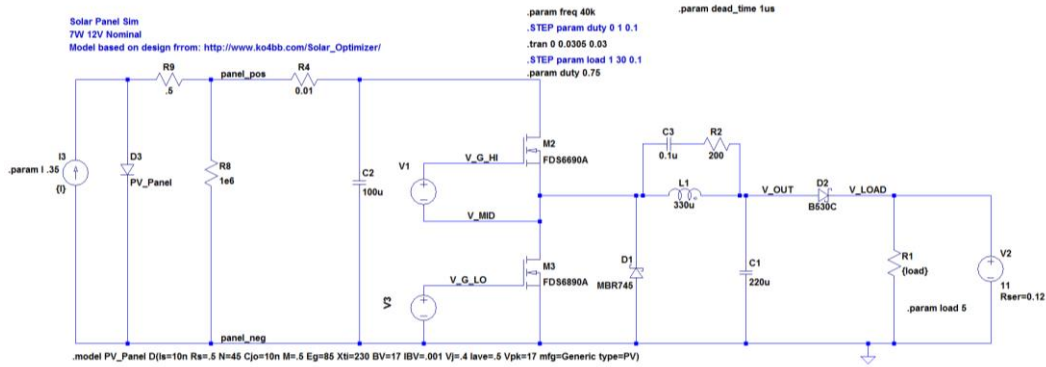 .param freq 40k
.param dead_time 1us
Solar Panel Sim
.STEP param duty 0 1 0.1
7W 12V Nominal
.tran 0 0.0305 0.03
Model based on design frrom: http://www.ko4bb.com/Solar_Optimizer/
.STEP param load 1 30 0.1
.param duty 0.75
R9
.5
panel_pos
R4
0.01
I3
.param I .35
{I}
D3
PV_Panel
R8
1e6
C2
100u
V1
V_G_HI
V_MID
M2
FDS6690A
C3
0.1u
R2
200
L1
330u
V_OUT
D2
B530C
V_LOAD
V3
V_G_LO
M3
FDS6890A
D1
MBR745
C1
220u
R1
{load}
.param load 5
V2
11
Rser=0.12
panel_neg
.model PV_Panel D(Is=10n Rs=.5 N=45 Cjo=10n M=.5 Eg=85 Xti=230 BV=17 IBV=.001 Vj=.4 Iave=.5 Vpk=17 mfg=Generic type=PV)